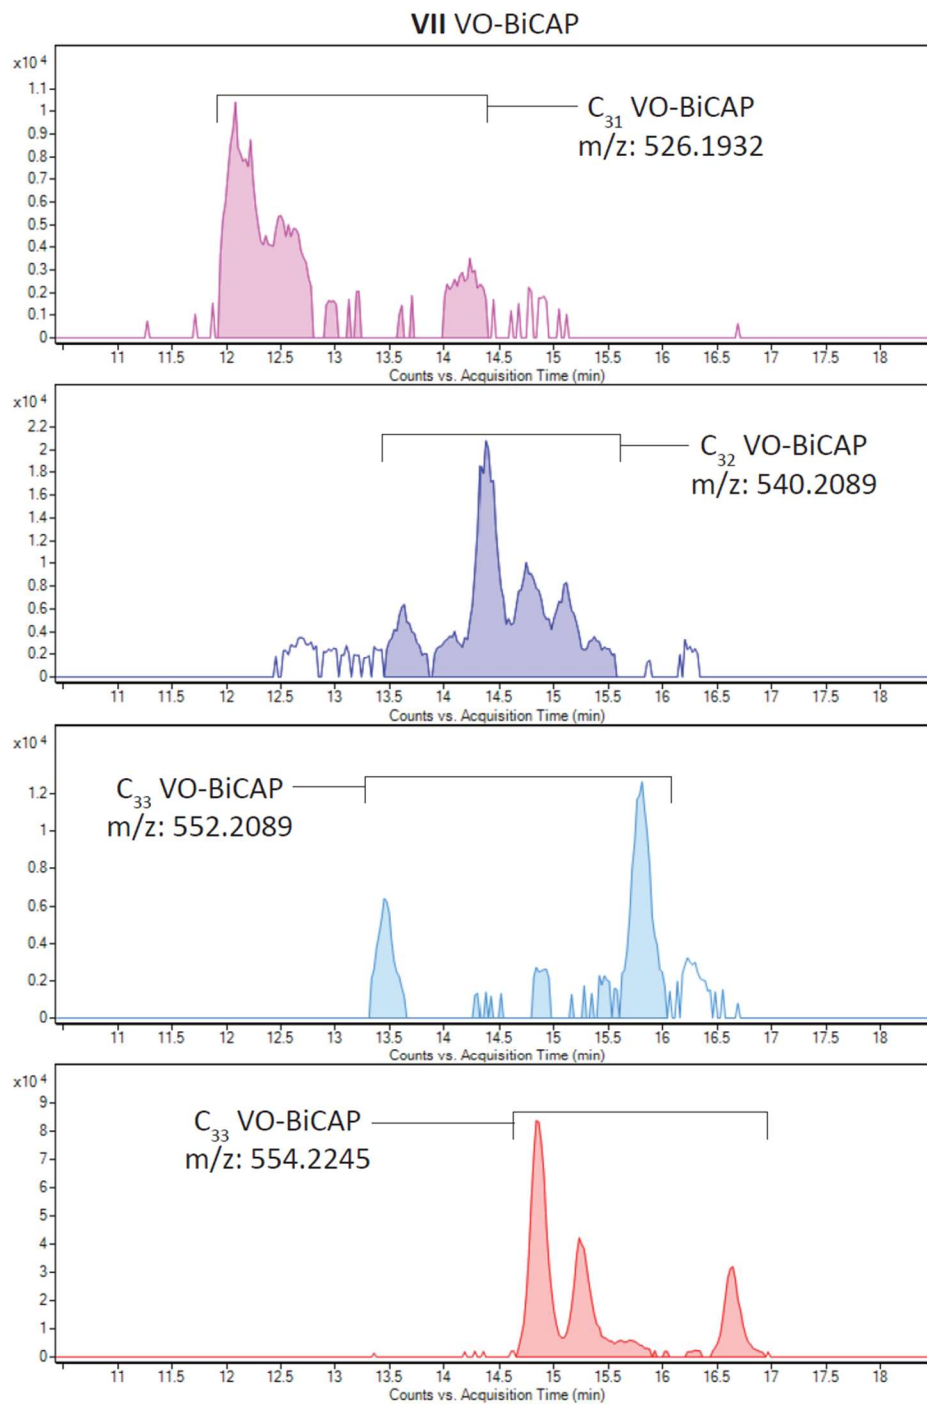 VII VO-BiCAP
x10 4
1.1
1
0.9
0.8
0.7
0.6
0.5
0.4
0.3
0.2
0.1
0
C31 VO-BiCAP
m/z: 526.1932
11 11.5 12 12.5 13 13.5 14 14.5 15 15.5 16 16.5 17 17.5 18
Counts vs. Acquisition Time (min)
x10 4
2.2
2
1.8
1.6
1.4
1.2
1
0.8
0.6
0.4
0.2
0
C32 VO-BiCAP
m/z: 540.2089
11 11.5 12 12.5 13 13.5 14 14.5 15 15.5 16 16.5 17 17.5 18
Counts vs. Acquisition Time (min)
x10 4
1.2
1
0.8
0.6
0.4
0.2
0
C33 VO-BiCAP
m/z: 552.2089
11 11.5 12 12.5 13 13.5 14 14.5 15 15.5 16 16.5 17 17.5 18
Counts vs. Acquisition Time (min)
x10 4
9
8
7
6
5
4
3
2
1
0
C33 VO-BiCAP
m/z: 554.2245
11 11.5 12 12.5 13 13.5 14 14.5 15 15.5 16 16.5 17 17.5 18
Counts vs. Acquisition Time (min)